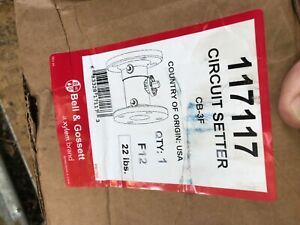 Bell & Gossett
a xylem brand
117117
CIRCUIT SETTER
CB-3F
COUNTRY OF ORIGIN: USA
QTY: 1
F12
22 lbs.